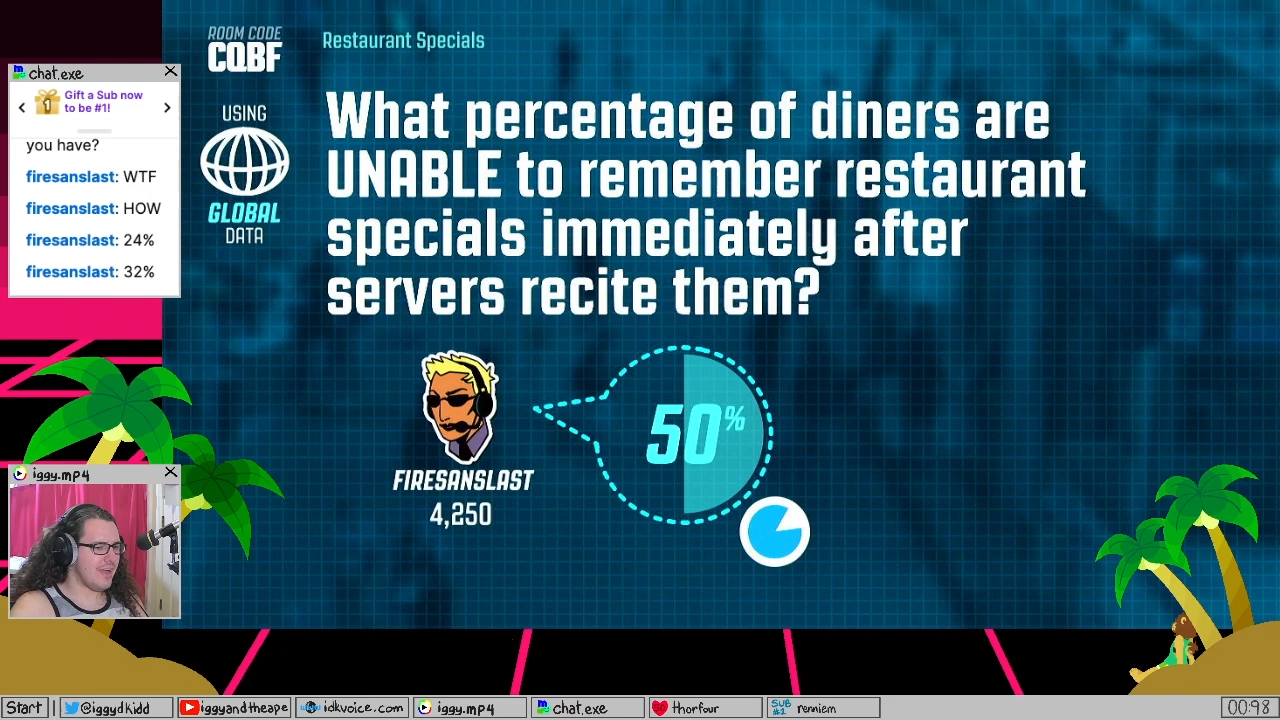 ROOM CODE
CQBF
Restaurant Specials
chat.exe
1
Gift a Sub now
to be #1!
you have?
firesanslast: WTF
firesanslast: HOW
firesanslast: 24%
firesanslast: 32%
USING
GLOBAL
DATA
What percentage of diners are
UNABLE to remember restaurant
specials immediately after
servers recite them?
50%
FIRESANSLAST
4,250
iggy.mp4
Start
@iggydkidd
iggyandtheape
idkvoice.com
iggy.mp4
chat.exe
thorfour
SUB
#2
renniem
00:98